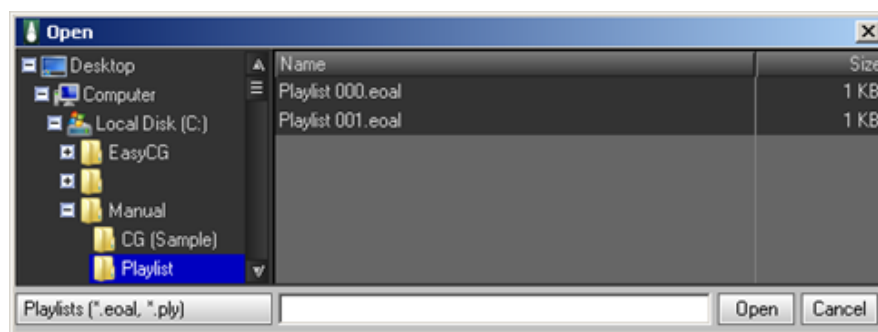 Open
Desktop
Name Size
Computer
Playlist 000.eoal 1 KB
Local Disk (C:)
Playlist 001.eoal 1 KB
EasyCG
Manual
CG (Sample)
Playlist
Playlists (*.eoal, *.ply) Open Cancel